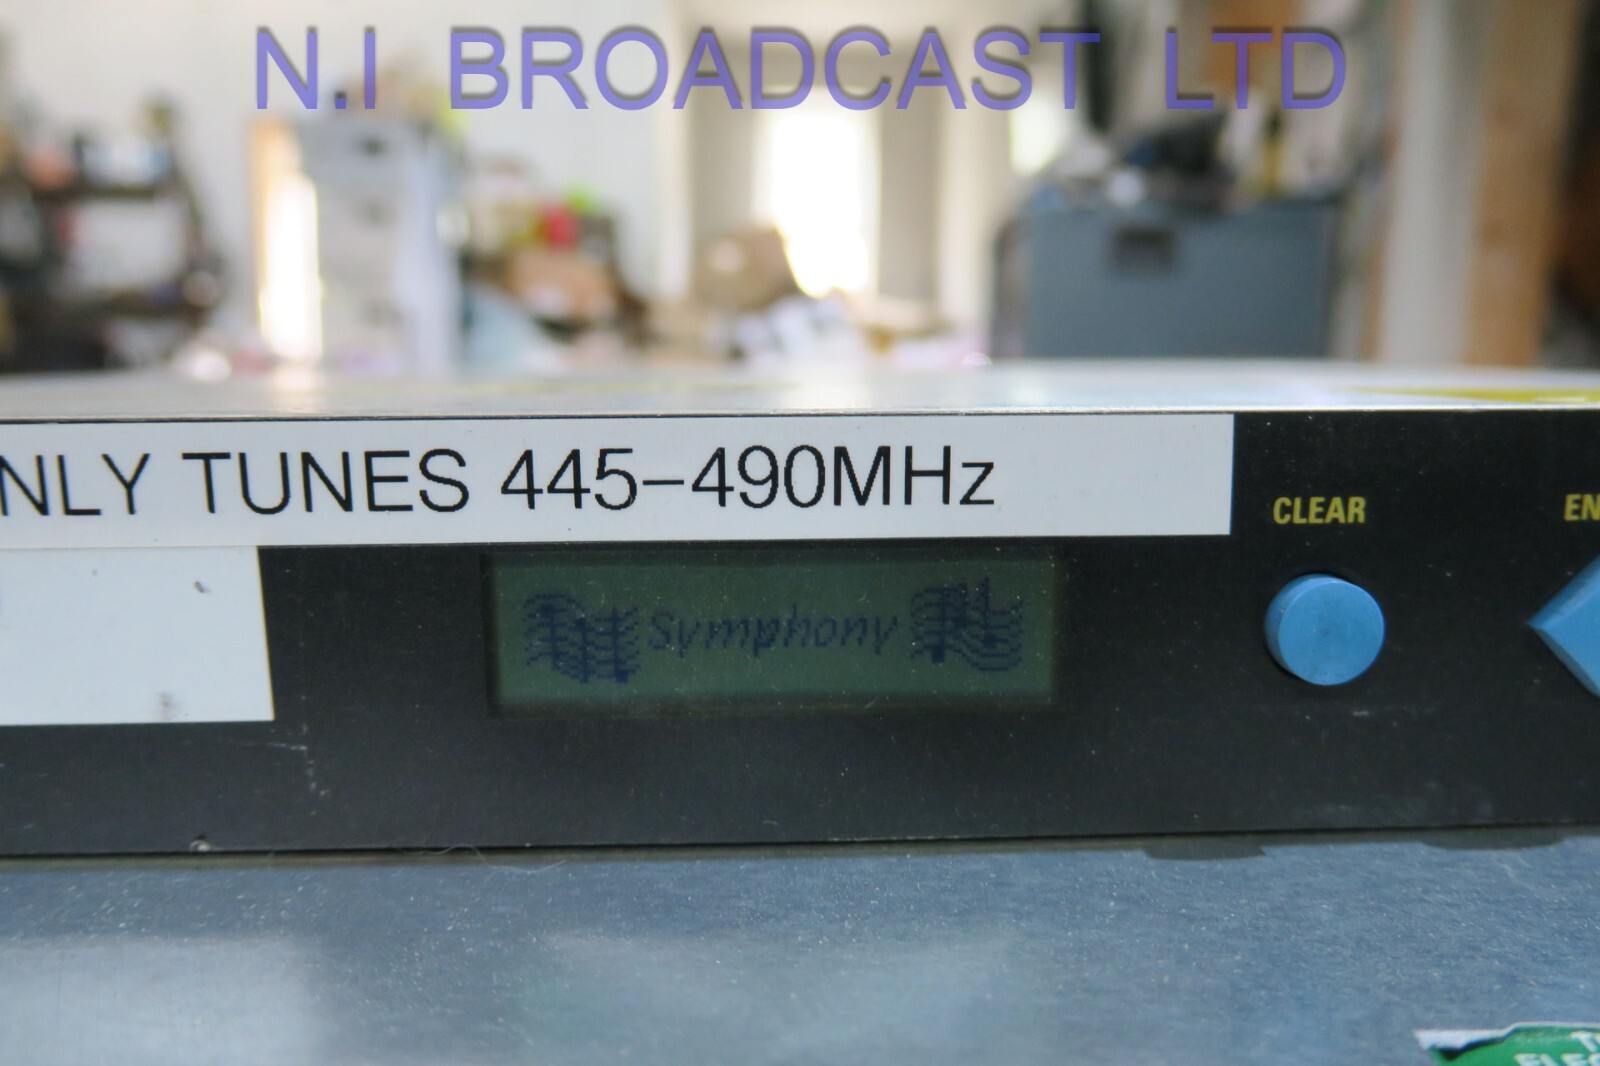 N.I BROADCAST LTD
NLY TUNES 445-490MHz
CLEAR
EN
Symphony